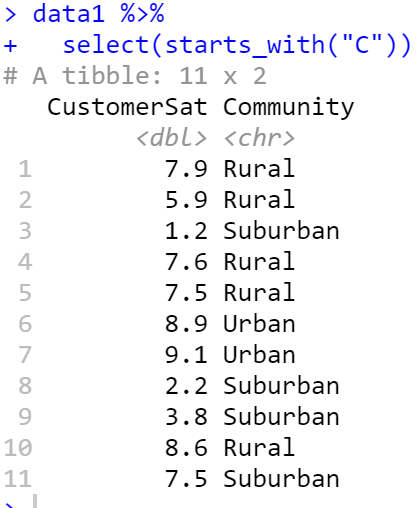 > data1 %>%
+   select(starts_with("C"))
# A tibble: 11 x 2
   CustomerSat Community
         <dbl> <chr>
 1         7.9 Rural
 2         5.9 Rural
 3         1.2 Suburban
 4         7.6 Rural
 5         7.5 Rural
 6         8.9 Urban
 7         9.1 Urban
 8         2.2 Suburban
 9         3.8 Suburban
10         8.6 Rural
11         7.5 Suburban
>